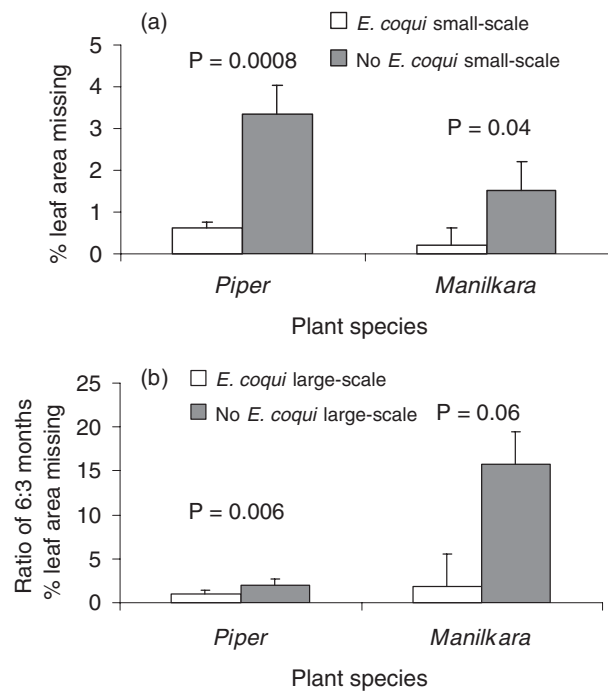 (a)
E. coqui small-scale
No E. coqui small-scale
P = 0.0008
P = 0.04
5
4
3
2
1
0
% leaf area missing
Piper Manilkara
Plant species
(b)
E. coqui large-scale
No E. coqui large-scale
P = 0.06
P = 0.006
25
20
15
10
5
0
Ratio of 6:3 months
% leaf area missing
Piper Manilkara
Plant species